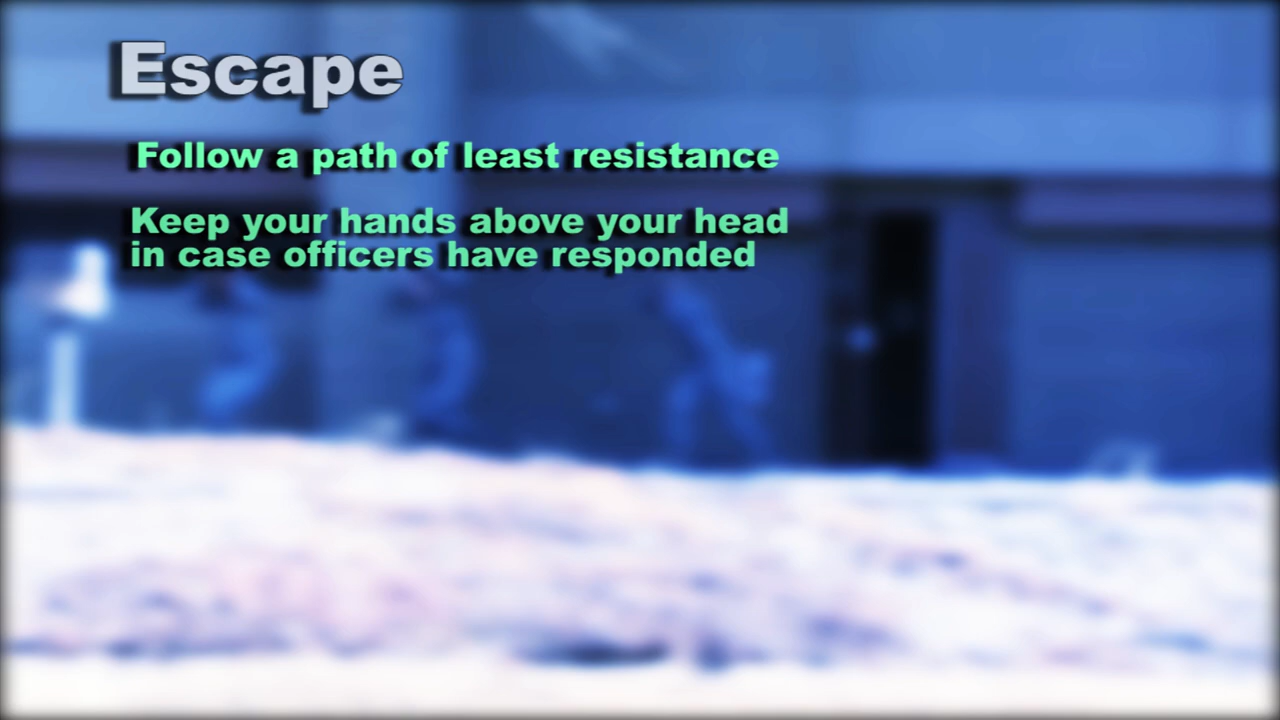 Escape
Follow a path of least resistance
Keep your hands above your head
in case officers have responded